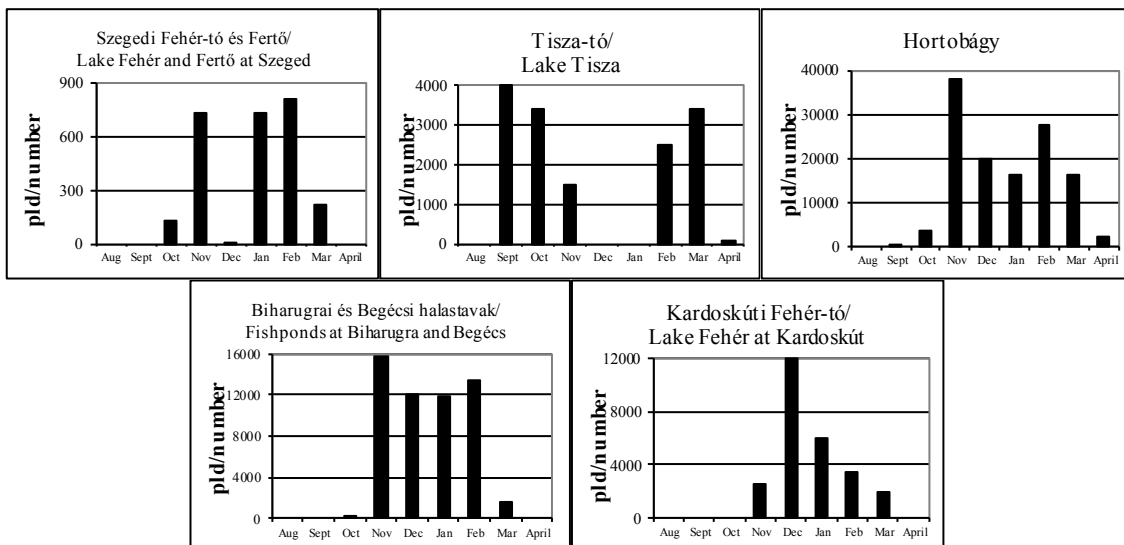 Szegedi Fehér-tó és Fertő/
Lake Fehér and Fertő at Szeged
pld/number
900
600
300
0
Aug Sept Oct Nov Dec Jan Feb Mar April
Tisza-tó/
Lake Tisza
pld/number
4000
3000
2000
1000
0
Aug Sept Oct Nov Dec Jan Feb Mar April
Hortobágy
pld/number
40000
30000
20000
10000
0
Aug Sept Oct Nov Dec Jan Feb Mar April
Biharugrai és Begécsi halastavak/
Fishponds at Biharugra and Begécs
pld/number
16000
12000
8000
4000
0
Aug Sept Oct Nov Dec Jan Feb Mar April
Kardoskúti Fehér-tó/
Lake Fehér at Kardoskút
pld/number
12000
8000
4000
0
Aug Sept Oct Nov Dec Jan Feb Mar April